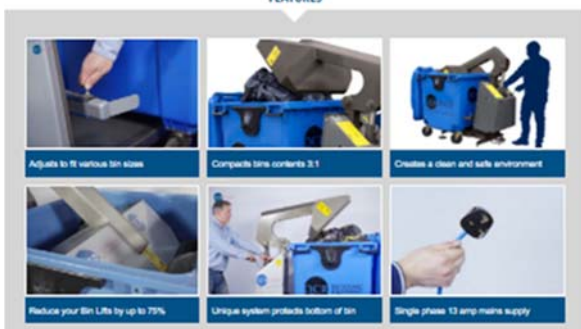 FEATURES
Adjusts to fit various bin sizes
Compacts bins contents 3:1
Creates a clean and safe environment
Reduce your Bin Lifts by up to 75%
Unique system protects bottom of bin
Single phase 13 amp mains supply